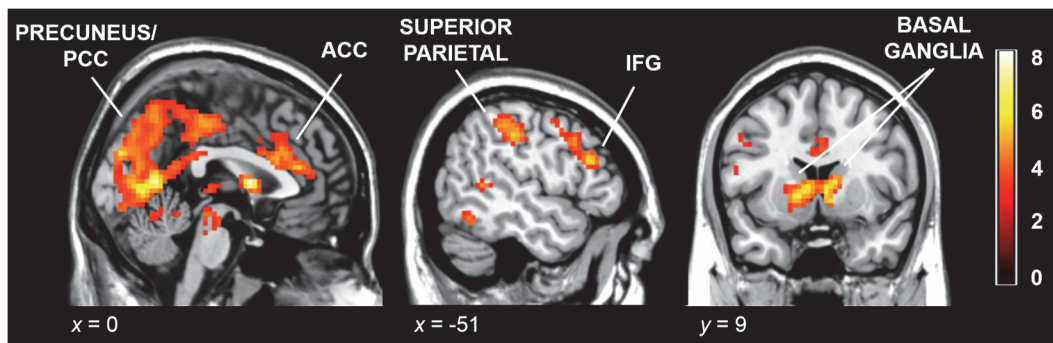 PRECUNEUS/
PCC
ACC
SUPERIOR
PARIETAL
IFG
BASAL
GANGLIA
8
6
4
2
0
x = 0
x = -51
y = 9